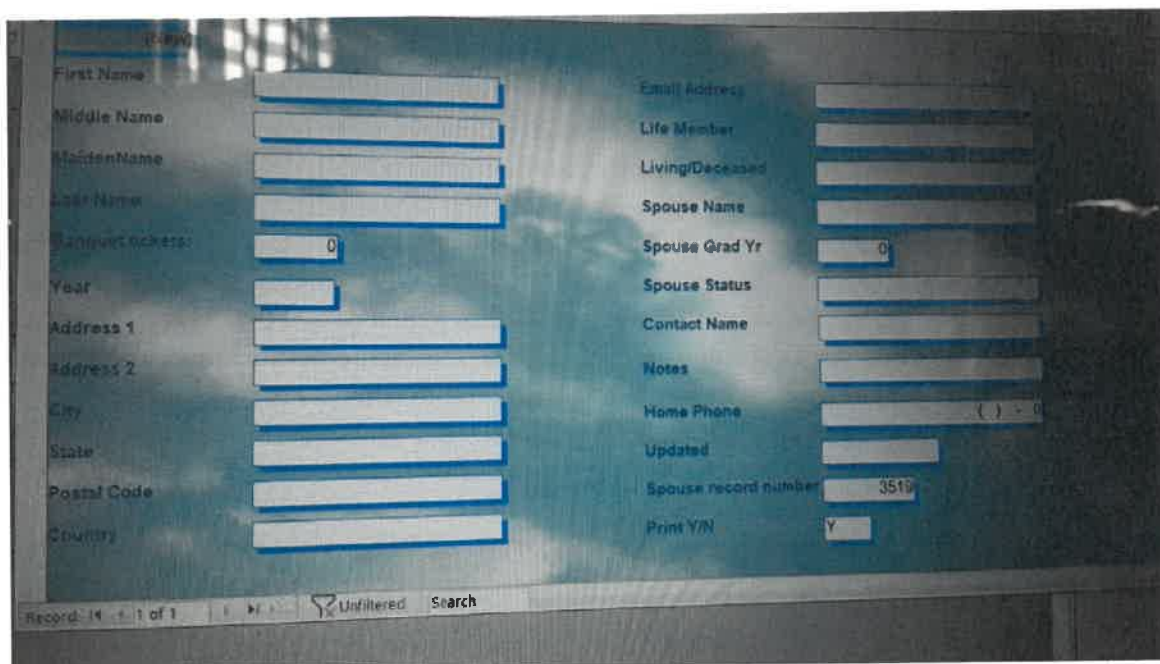 (New)
First Name
Middle Name
MaidenName
Last Name
Banquet tickets: 0
Year
Address 1
Address 2
City
State
Postal Code
Country
Email Address
Life Member
Living/Deceased
Spouse Name
Spouse Grad Yr 0
Spouse Status
Contact Name
Notes
Home Phone ( ) - 0
Updated
Spouse record number 3519
Print Y/N Y
Record: 1 of 1 Unfiltered Search